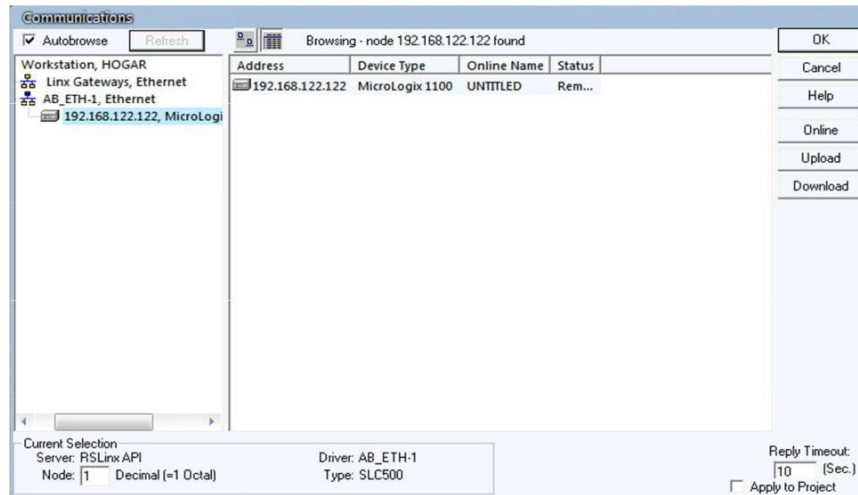 Communications
Autobrowse
Refresh
Browsing - node 192.168.122.122 found
OK
Cancel
Help
Online
Upload
Download
Workstation, HOGAR
Linx Gateways, Ethernet
AB_ETH-1, Ethernet
192.168.122.122, MicroLogi
Address Device Type Online Name Status
192.168.122.122 MicroLogix 1100 UNTITLED Rem...
Current Selection
Server: RSLinx API Driver: AB_ETH-1
Node: 1 Decimal (=1 Octal) Type: SLC500
Reply Timeout:
10 (Sec.)
Apply to Project